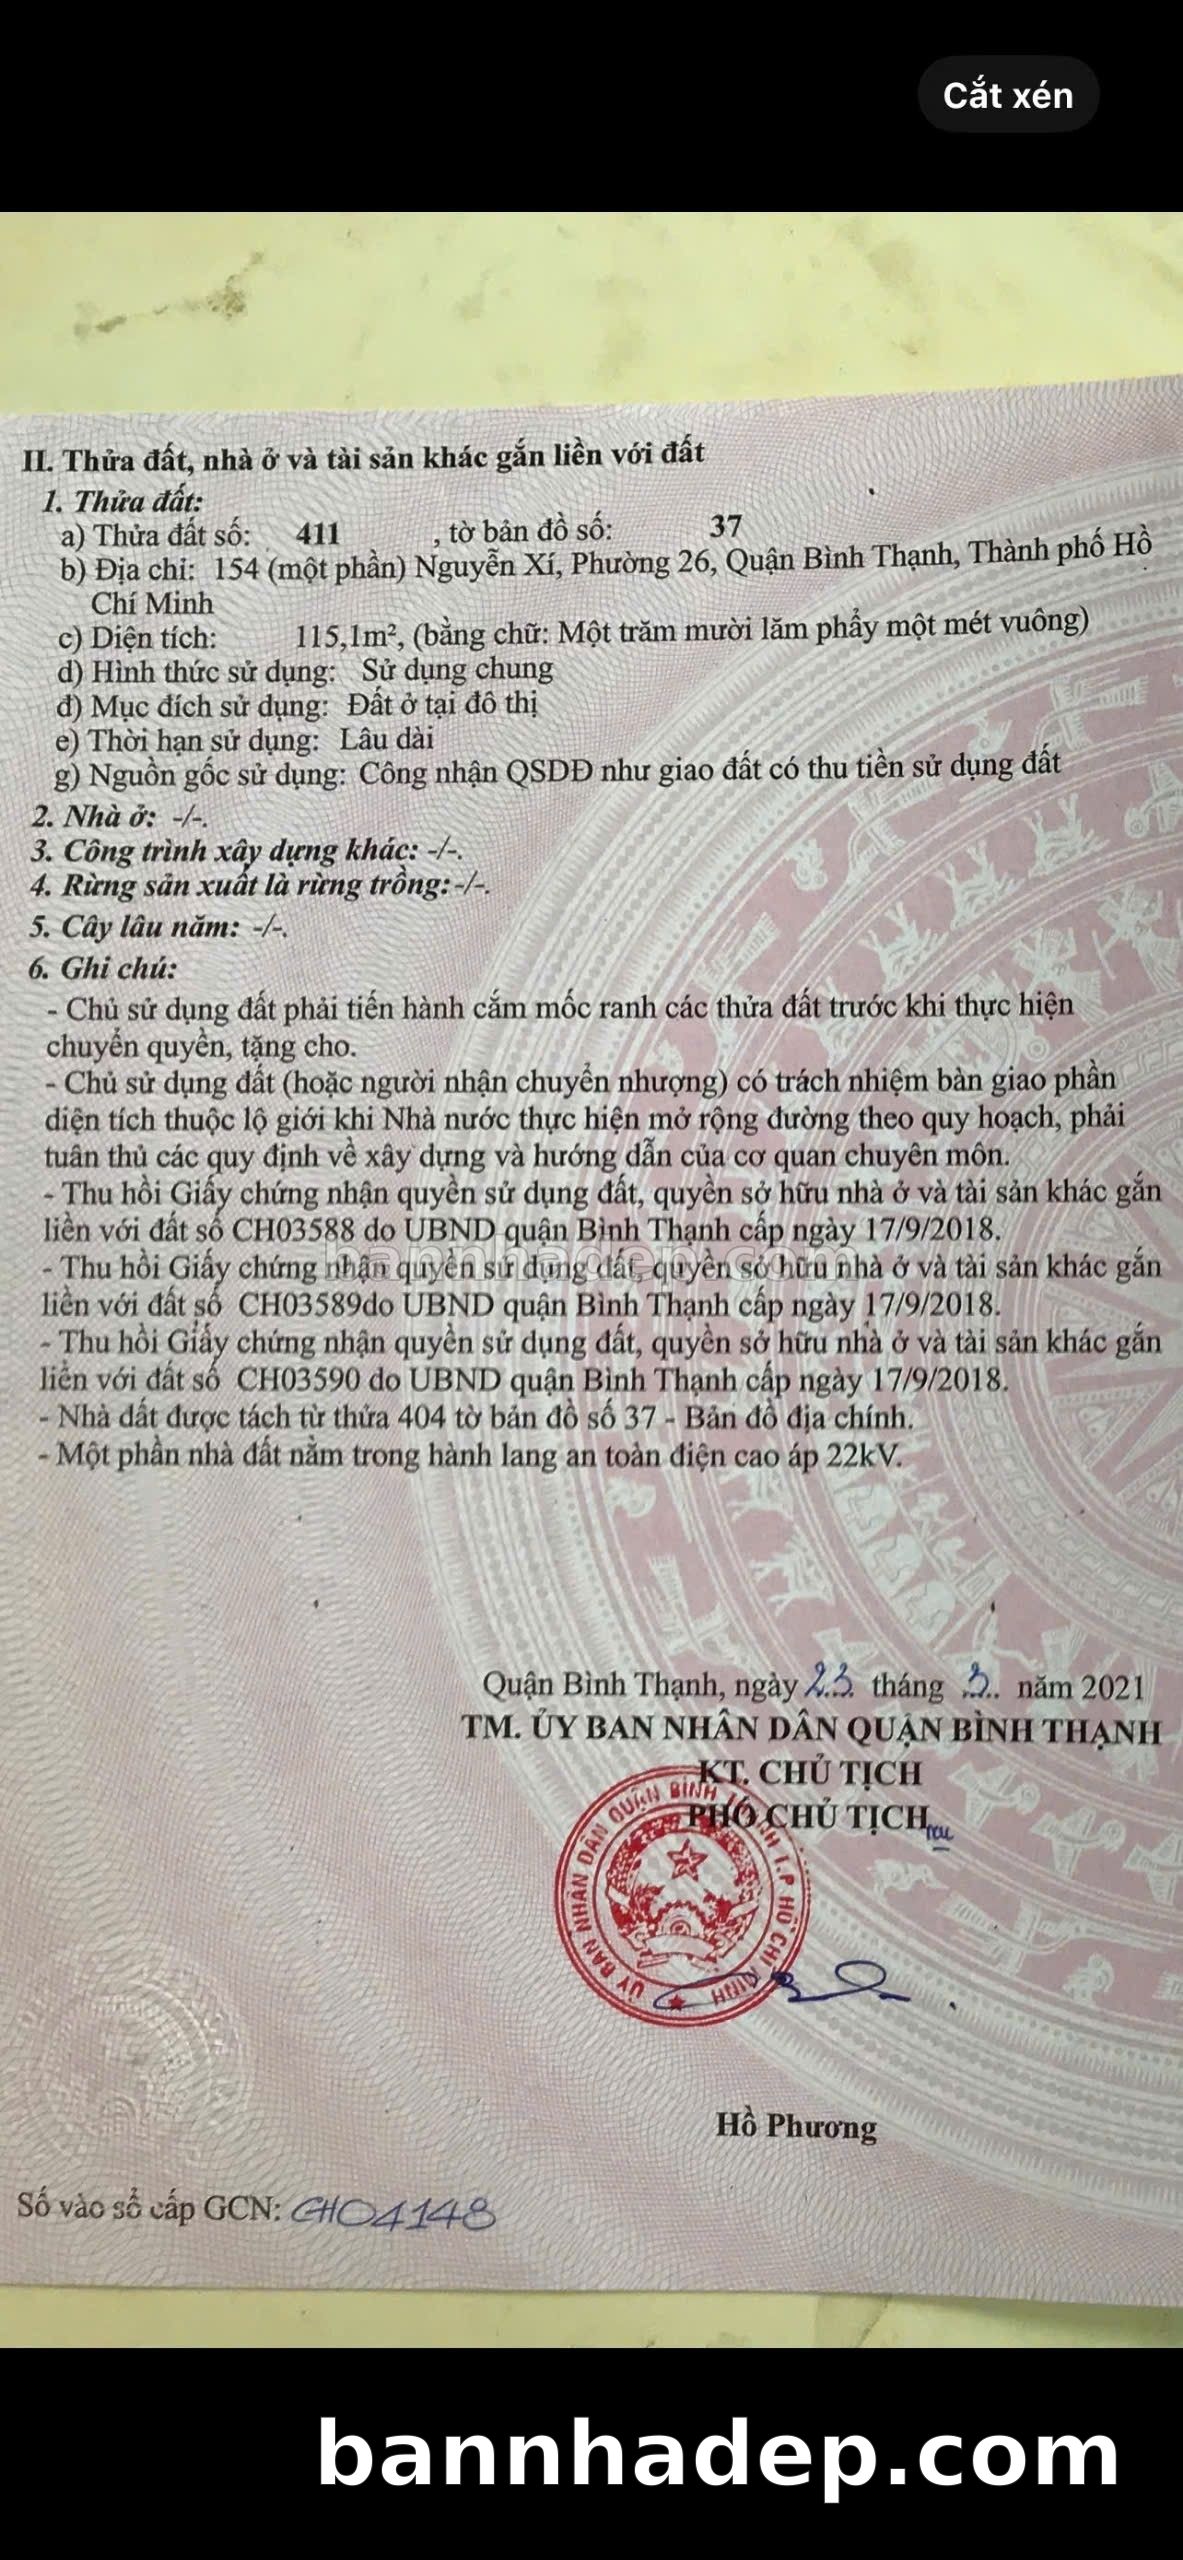 Cắt xén
II. Thửa đất, nhà ở và tài sản khác gắn liền với đất
1. Thửa đất:
a) Thửa đất số: 411 , tờ bản đồ số: 37
b) Địa chỉ: 154 (một phần) Nguyễn Xí, Phường 26, Quận Bình Thạnh, Thành phố Hồ
Chí Minh
c) Diện tích: 115,1m², (bằng chữ: Một trăm mười lăm phẩy một mét vuông)
d) Hình thức sử dụng: Sử dụng chung
đ) Mục đích sử dụng: Đất ở tại đô thị
e) Thời hạn sử dụng: Lâu dài
g) Nguồn gốc sử dụng: Công nhận QSDĐ như giao đất có thu tiền sử dụng đất
2. Nhà ở: -/-.
3. Công trình xây dựng khác: -/-.
4. Rừng sản xuất là rừng trồng:-/-.
5. Cây lâu năm: -/-.
6. Ghi chú:
- Chủ sử dụng đất phải tiến hành cắm mốc ranh các thửa đất trước khi thực hiện
chuyển quyền, tặng cho.
- Chủ sử dụng đất (hoặc người nhận chuyển nhượng) có trách nhiệm bàn giao phần
diện tích thuộc lộ giới khi Nhà nước thực hiện mở rộng đường theo quy hoạch, phải
tuân thủ các quy định về xây dựng và hướng dẫn của cơ quan chuyên môn.
- Thu hồi Giấy chứng nhận quyền sử dụng đất, quyền sở hữu nhà ở và tài sản khác gắn
liền với đất số CH03588 do UBND quận Bình Thạnh cấp ngày 17/9/2018.
bannhadep.com
- Thu hồi Giấy chứng nhận quyền sử dụng đất, quyền sở hữu nhà ở và tài sản khác gắn
liền với đất số CH03589do UBND quận Bình Thạnh cấp ngày 17/9/2018.
- Thu hồi Giấy chứng nhận quyền sử dụng đất, quyền sở hữu nhà ở và tài sản khác gắn
liền với đất số CH03590 do UBND quận Bình Thạnh cấp ngày 17/9/2018.
- Nhà đất được tách từ thửa 404 tờ bản đồ số 37 - Bản đồ địa chính.
- Một phần nhà đất nằm trong hành lang an toàn điện cao áp 22kV.
Quận Bình Thạnh, ngày 23 tháng 3 năm 2021
TM. ỦY BAN NHÂN DÂN QUẬN BÌNH THẠNH
KT. CHỦ TỊCH
PHÓ CHỦ TỊCH
ỦY BAN NHÂN DÂN QUẬN BÌNH THẠNH T.P HỒ CHÍ MINH
Hồ Phương
Số vào sổ cấp GCN: CH04148
bannhadep.com